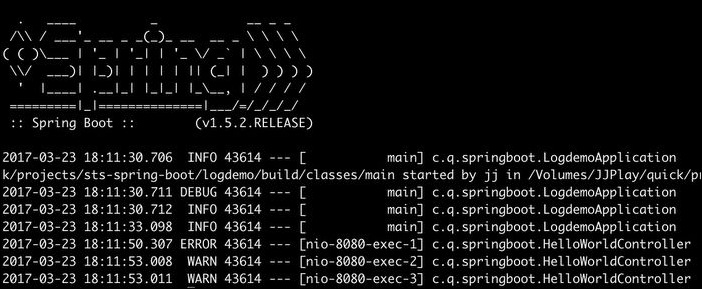 .   ____          _            __ _ _
 /\\ / ___'_ __ _ _(_)_ __  __ _ \ \ \ \
( ( )\___ | '_ | '_| | '_ \/ _` | \ \ \ \
 \\/  ___)| |_)| | | | | || (_| |  ) ) ) )
  '  |____| .__|_| |_|_| |_\__, | / / / /
 =========|_|==============|___/=/_/_/_/
 :: Spring Boot ::        (v1.5.2.RELEASE)
2017-03-23 18:11:30.706  INFO 43614 --- [           main] c.q.springboot.LogdemoApplication
k/projects/sts-spring-boot/logdemo/build/classes/main started by jj in /Volumes/JJPlay/quick/pr
2017-03-23 18:11:30.711 DEBUG 43614 --- [           main] c.q.springboot.LogdemoApplication
2017-03-23 18:11:30.712  INFO 43614 --- [           main] c.q.springboot.LogdemoApplication
2017-03-23 18:11:33.098  INFO 43614 --- [           main] c.q.springboot.LogdemoApplication
2017-03-23 18:11:50.307 ERROR 43614 --- [nio-8080-exec-1] c.q.springboot.HelloWorldController
2017-03-23 18:11:53.008  WARN 43614 --- [nio-8080-exec-2] c.q.springboot.HelloWorldController
2017-03-23 18:11:53.011  WARN 43614 --- [nio-8080-exec-3] c.q.springboot.HelloWorldController